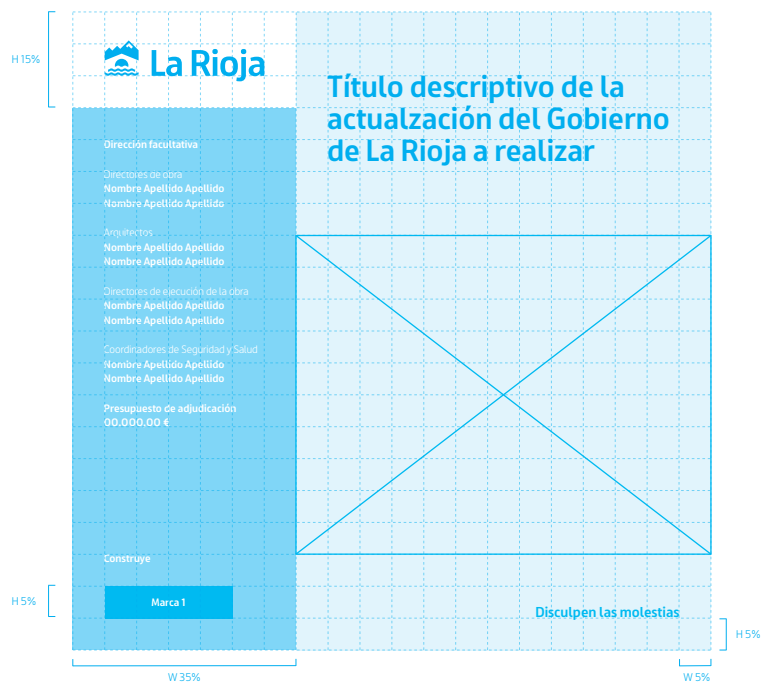 H 15%
La Rioja
Título descriptivo de la
actualzación del Gobierno
de La Rioja a realizar
Dirección facultativa
Directores de obra
Nombre Apellido Apellido
Nombre Apellido Apellido
Arquitectos
Nombre Apellido Apellido
Nombre Apellido Apellido
Directores de ejecución de la obra
Nombre Apellido Apellido
Nombre Apellido Apellido
Coordinadores de Seguridad y Salud
Nombre Apellido Apellido
Nombre Apellido Apellido
Presupuesto de adjudicación
00.000,00 €
Construye
H 5%
Marca 1
Disculpen las molestias
H 5%
W 35%
W 5%